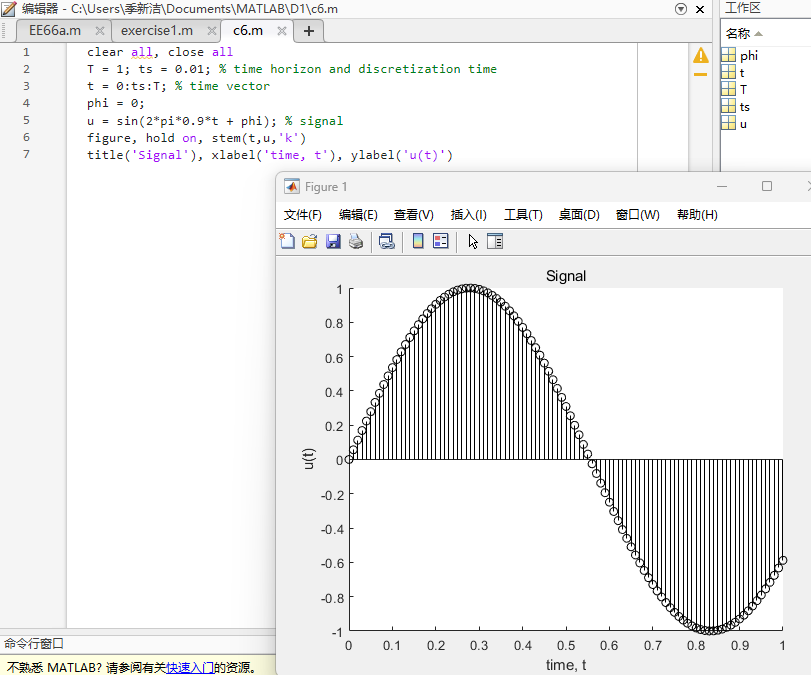 编辑器 - C:\Users\季新洁\Documents\MATLAB\D1\c6.m
EE66a.m
exercise1.m
c6.m
1 clear all, close all
2 T = 1; ts = 0.01; % time horizon and discretization time
3 t = 0:ts:T; % time vector
4 phi = 0;
5 u = sin(2*pi*0.9*t + phi); % signal
6 figure, hold on, stem(t,u,'k')
7 title('Signal'), xlabel('time, t'), ylabel('u(t)')
工作区
名称
phi
t
T
ts
u
Figure 1
文件(F) 编辑(E) 查看(V) 插入(I) 工具(T) 桌面(D) 窗口(W) 帮助(H)
Signal
1
0.8
0.6
0.4
0.2
0
-0.2
-0.4
-0.6
-0.8
-1
u(t)
0 0.1 0.2 0.3 0.4 0.5 0.6 0.7 0.8 0.9 1
time, t
命令行窗口
不熟悉 MATLAB? 请参阅有关快速入门的资源。